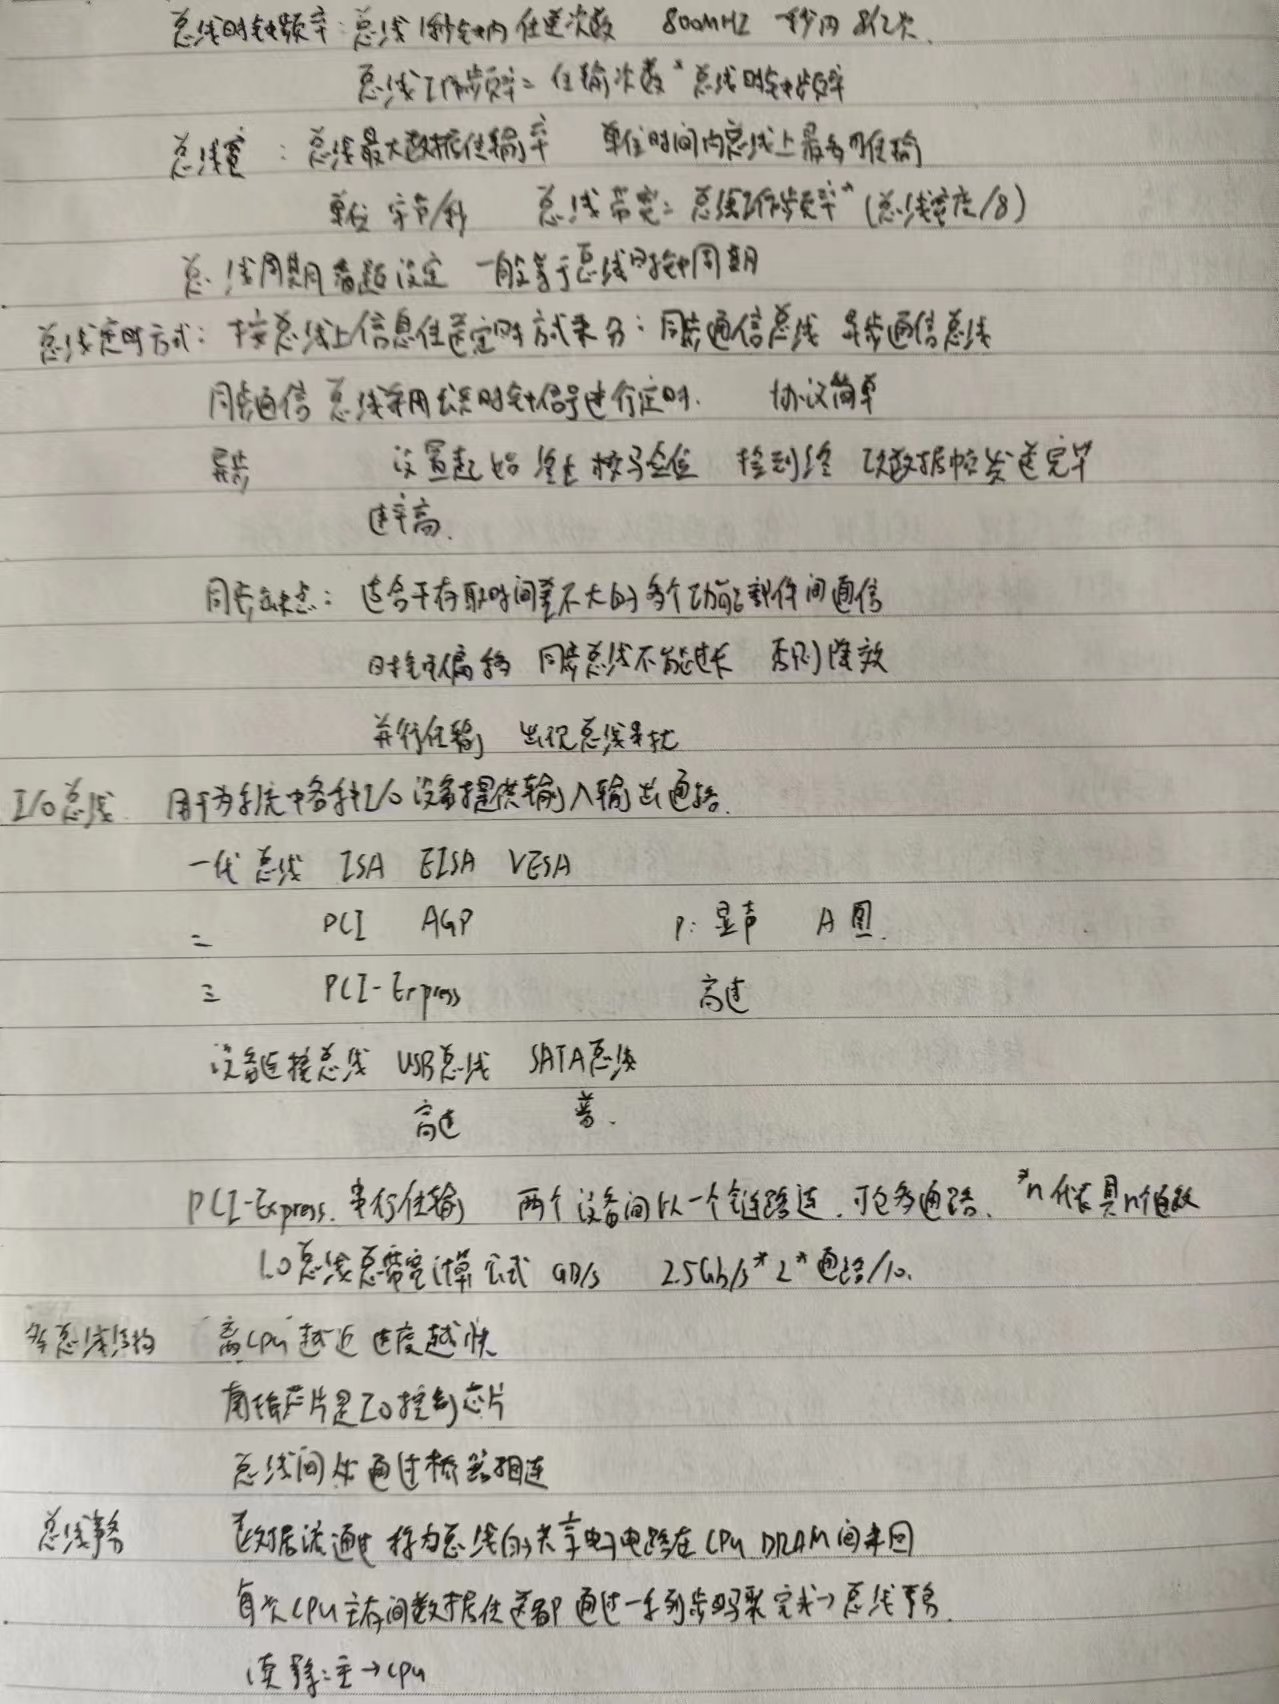 总线时钟频率：总线1秒钟内传送次数 800MHZ 一秒内8亿次.
总线工作频率= 传输次数*总线时钟频率
总线宽 ：总线最大数据传输率 单位时间内总线上最多可传输
单位 字节/秒 总线带宽= 总线工作频率*(总线宽度/8)
总线周期 设定 一般等于总线时钟周期
总线定时方式：按总线上信息传送定时方式来分：同步通信总线 异步通信总线
同步通信 总线采用公共时钟信号进行定时. 协议简单
异步 设置起始 终止 校验位 检到终 数据帧发送完毕
速率高.
同步缺点：适合于存取时间差不大的多个功能部件间通信
时钟偏移 同步总线不能过长 否则降效
并行传输 出现总线串扰
I/O总线 用于为系统中各种I/O设备提供输入输出通路.
一代总线 ISA EISA VESA
二 PCI AGP P：显声 A图.
三 PCI-Express 高速
设备连接总线 USB总线 SATA总线
高速 普.
PCI-Express.串行传输 两个设备间以一个链路连.可包多通路. *n代表具n个通路
1.0总线总带宽计算公式 GB/s 2.5Gb/s*2*通路/10.
多总线结构 离CPU越近 速度越快
南桥芯片是IO控制芯片
总线间 通过桥器相连
总线事务 数据流通过称为总线的共享电子电路在CPU DRAM间来回
每次CPU主存间数据传送都通过一系列步骤来完成→总线事务.
读事务:主→CPU